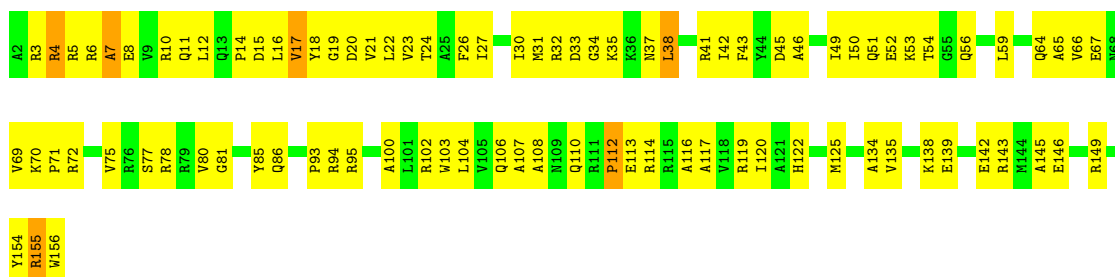 A2 R3 R4 R5 R6 A7 E8 V9 R10 Q11 L12 Q13 P14 D15 L16 V17 Y18 G19 D20 V21 L22 V23 T24 A25 F26 I27 I30 M31 R32 D33 G34 K35 K36 N37 L38 R41 I42 F43 Y44 D45 A46 I49 I50 Q51 E52 K53 T54 G55 Q56 L59 Q64 A65 V66 E67 N68
V69 K70 P71 R72 V75 R76 S77 R78 R79 V80 G81 Y85 Q86 P93 R94 R95 A100 L101 R102 W103 L104 V105 Q106 A107 A108 N109 Q110 R111 P112 E113 R114 R115 A116 A117 V118 R119 I120 A121 H122 M125 A134 V135 K138 E139 E142 R143 M144 A145 E146 R149
Y154 R155 W156